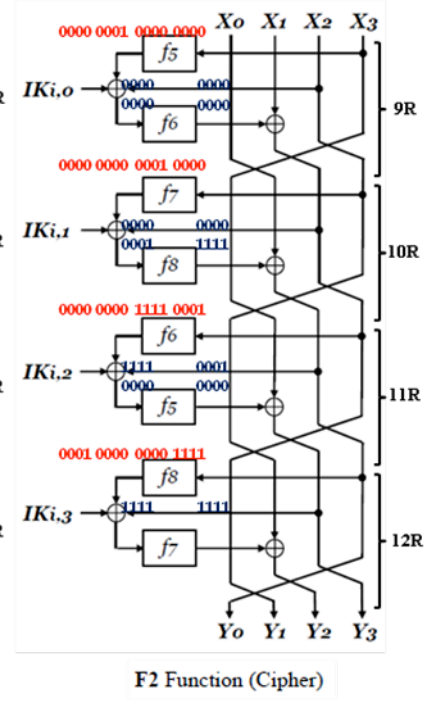 X0 X1 X2 X3
0000 0001 0000 0000
f5
IKi,0 0000 0000
0000 0000
f6
9R
0000 0000 0001 0000
f7
IKi,1 0000 0000
0001 1111
f8
10R
0000 0000 1111 0001
f6
IKi,2 1111 0001
0000 0000
f5
11R
0001 0000 0000 1111
f8
IKi,3 1111 1111
f7
12R
Y0 Y1 Y2 Y3
F2 Function (Cipher)